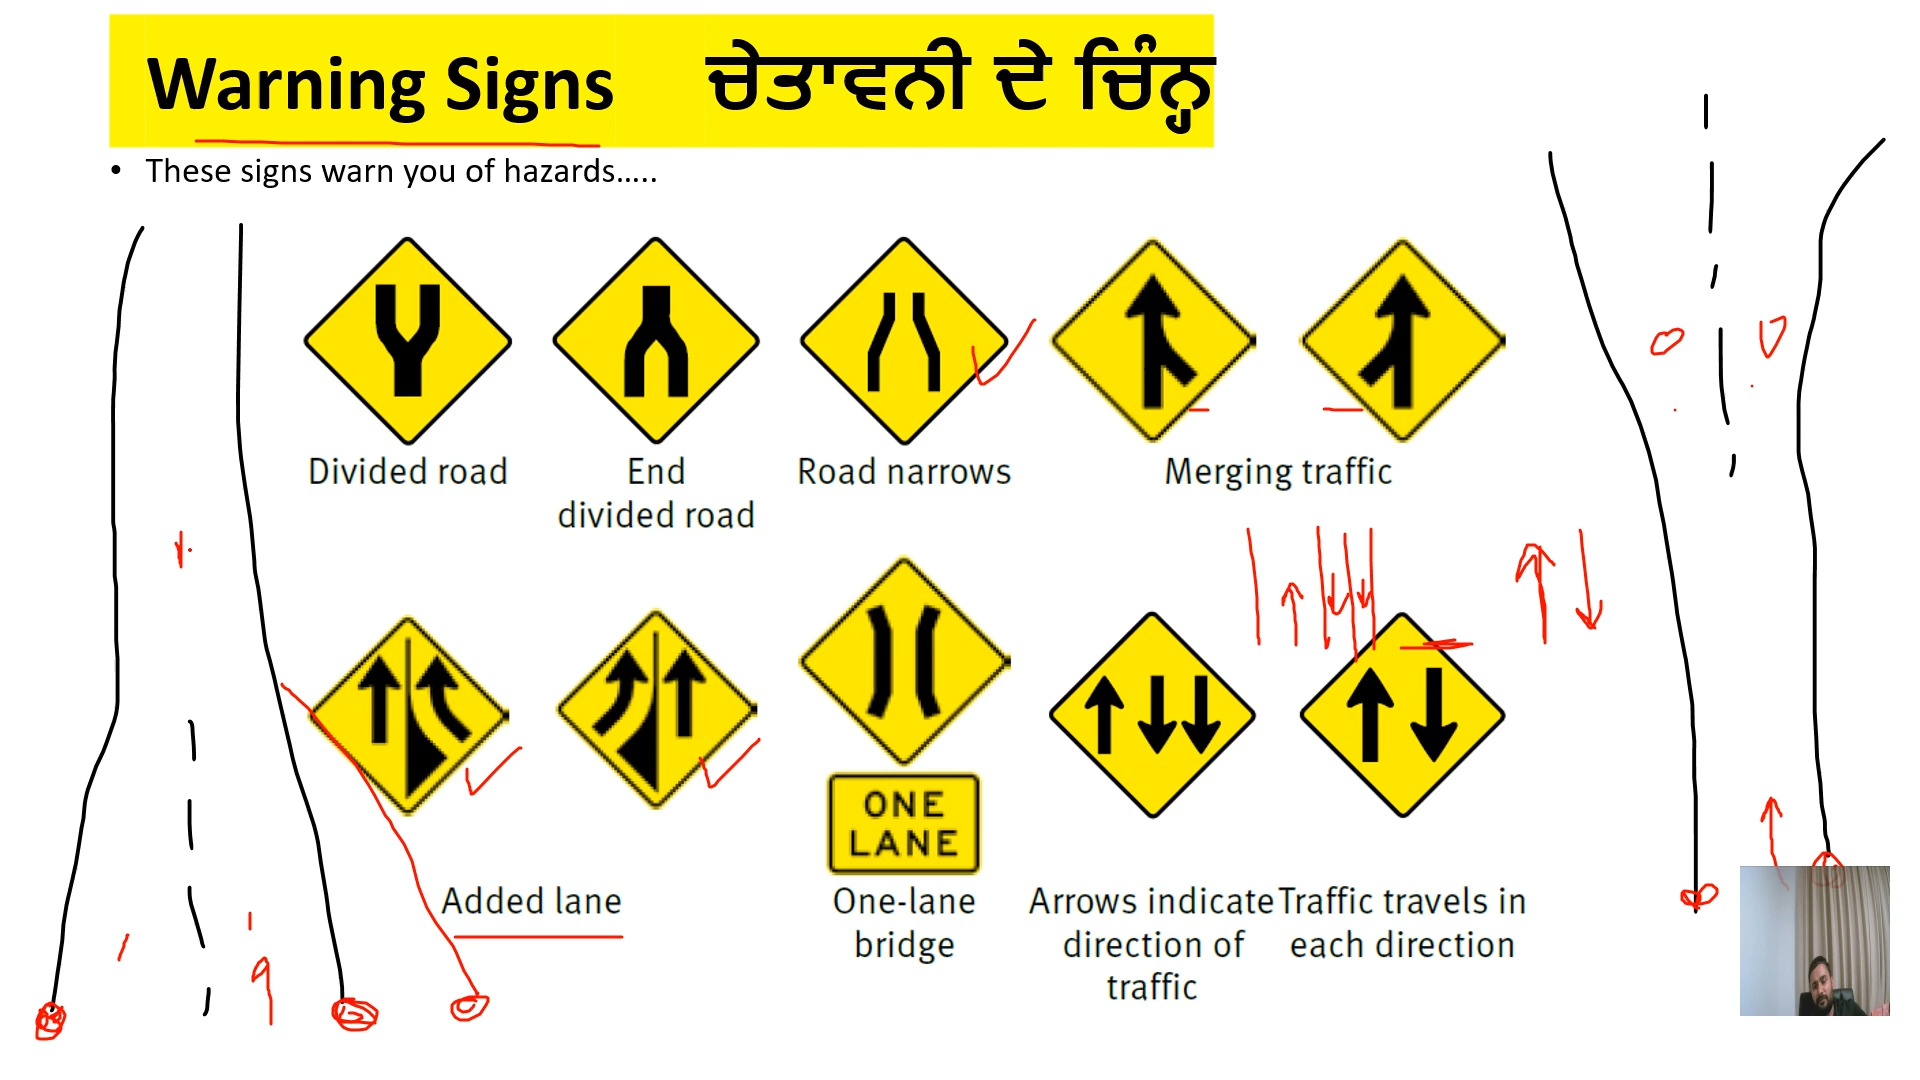 Warning Signs ਚੇਤਾਵਨੀ ਦੇ ਚਿੰਨ੍ਹ
• These signs warn you of hazards.....
Divided road
End
divided road
Road narrows
Merging traffic
Added lane
ONE
LANE
One-lane
bridge
Arrows indicate
direction of
traffic
Traffic travels in
each direction